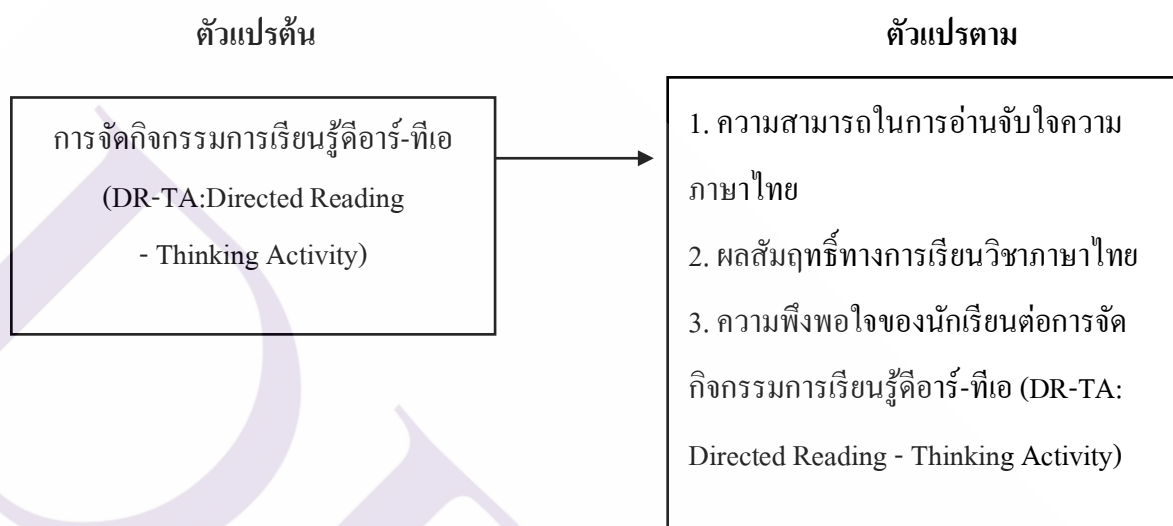 ตัวแปรต้น
ตัวแปรตาม
การจัดกิจกรรมการเรียนรู้ดีอาร์-ทีเอ
(DR-TA:Directed Reading
- Thinking Activity)
1. ความสามารถในการอ่านจับใจความ
ภาษาไทย
2. ผลสัมฤทธิ์ทางการเรียนวิชาภาษาไทย
3. ความพึงพอใจของนักเรียนต่อการจัด
กิจกรรมการเรียนรู้ดีอาร์-ทีเอ (DR-TA:
Directed Reading - Thinking Activity)